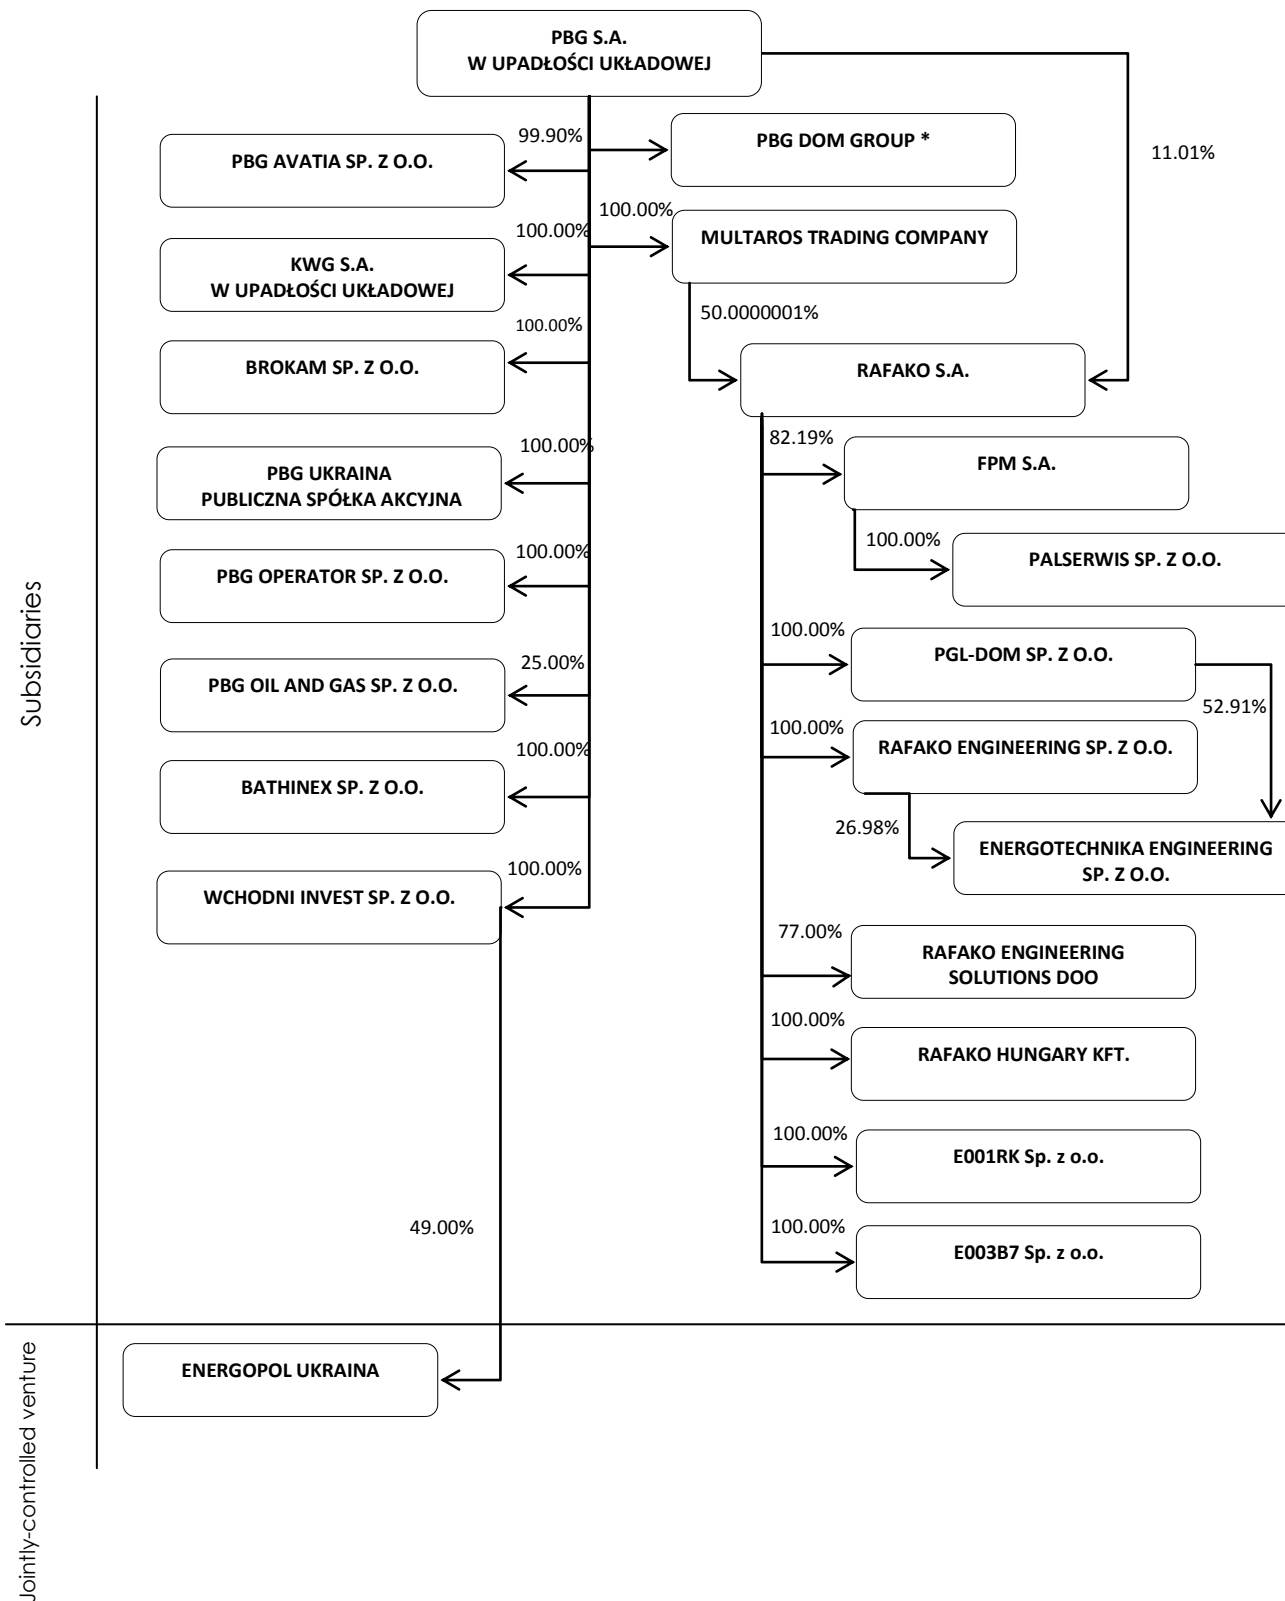 PBG S.A.
W UPADŁOŚCI UKŁADOWEJ
11.01%
99.90%
PBG AVATIA SP. Z O.O.
PBG DOM GROUP *
100.00%
KWG S.A.
W UPADŁOŚCI UKŁADOWEJ
100.00%
MULTAROS TRADING COMPANY
50.0000001%
100.00%
BROKAM SP. Z O.O.
RAFAKO S.A.
100.00%
PBG UKRAINA
PUBLICZNA SPÓŁKA AKCYJNA
82.19%
FPM S.A.
100.00%
PALSERWIS SP. Z O.O.
100.00%
PBG OPERATOR SP. Z O.O.
25.00%
PBG OIL AND GAS SP. Z O.O.
100.00%
PGL-DOM SP. Z O.O.
52.91%
100.00%
BATHINEX SP. Z O.O.
100.00%
RAFAKO ENGINEERING SP. Z O.O.
26.98%
ENERGOTECHNIKA ENGINEERING
SP. Z O.O.
100.00%
WCHODNI INVEST SP. Z O.O.
77.00%
RAFAKO ENGINEERING
SOLUTIONS DOO
100.00%
RAFAKO HUNGARY KFT.
100.00%
E001RK Sp. z o.o.
49.00%
100.00%
E003B7 Sp. z o.o.
Subsidiaries
ENERGOPOL UKRAINA
Jointly-controlled venture